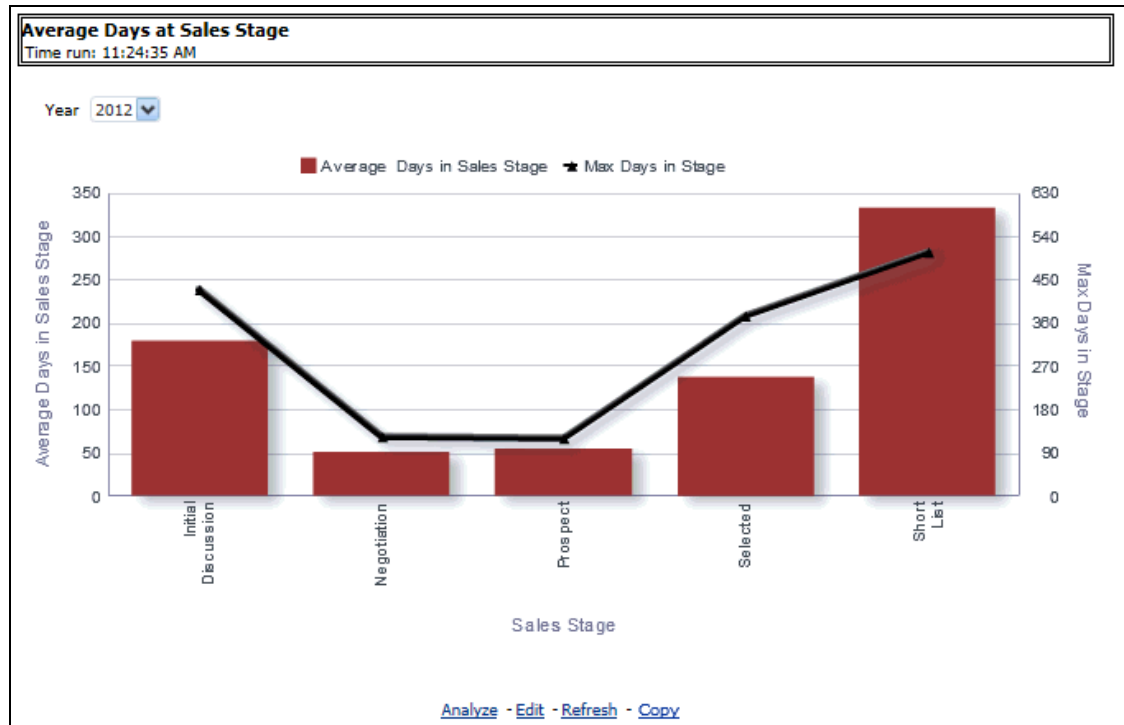 Average Days at Sales Stage
Time run: 11:24:35 AM
Year 2012
Average Days in Sales Stage Max Days in Stage
Average Days in Sales Stage
350
300
250
200
150
100
50
0
630
540
450
360
270
180
90
0
Max Days in Stage
Initial
Discussion
Negotiation
Prospect
Selected
Short
List
Sales Stage
Analyze - Edit - Refresh - Copy